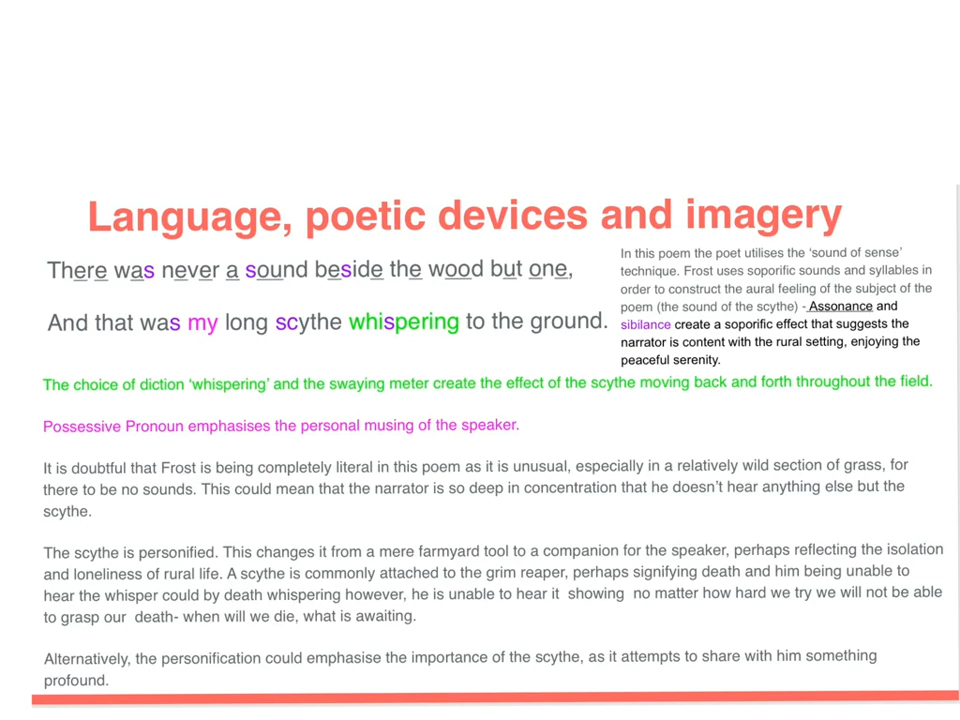 Language, poetic devices and imagery
There was never a sound beside the wood but one,
And that was my long scythe whispering to the ground.
In this poem the poet utilises the ‘sound of sense’
technique. Frost uses soporific sounds and syllables in
order to construct the aural feeling of the subject of the
poem (the sound of the scythe) - Assonance and
sibilance create a soporific effect that suggests the
narrator is content with the rural setting, enjoying the
peaceful serenity.
The choice of diction ‘whispering’ and the swaying meter create the effect of the scythe moving back and forth throughout the field.
Possessive Pronoun emphasises the personal musing of the speaker.
It is doubtful that Frost is being completely literal in this poem as it is unusual, especially in a relatively wild section of grass, for
there to be no sounds. This could mean that the narrator is so deep in concentration that he doesn’t hear anything else but the
scythe.
The scythe is personified. This changes it from a mere farmyard tool to a companion for the speaker, perhaps reflecting the isolation
and loneliness of rural life. A scythe is commonly attached to the grim reaper, perhaps signifying death and him being unable to
hear the whisper could by death whispering however, he is unable to hear it showing no matter how hard we try we will not be able
to grasp our death- when will we die, what is awaiting.
Alternatively, the personification could emphasise the importance of the scythe, as it attempts to share with him something
profound.